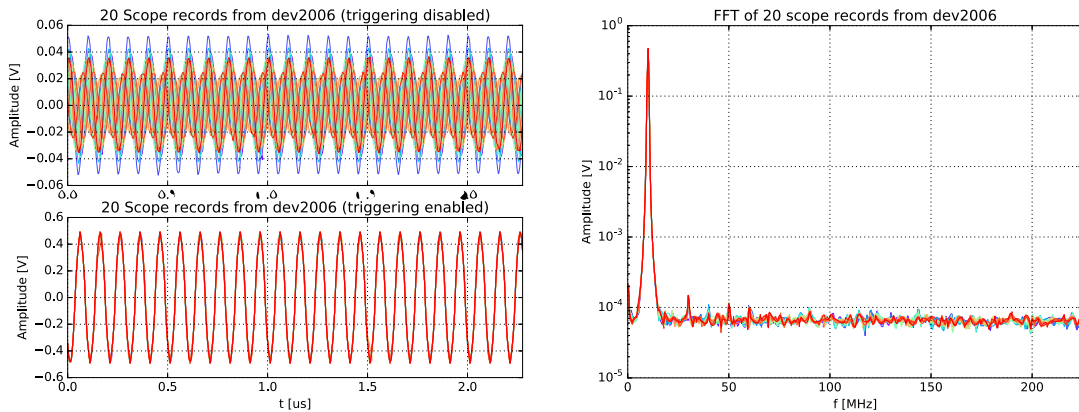 20 Scope records from dev2006 (triggering disabled)
0.06
0.04
0.02
0.00
−0.02
−0.04
−0.06
Amplitude [V]
20 Scope records from dev2006 (triggering enabled)
0.6
0.4
0.2
0.0
−0.2
−0.4
−0.6
Amplitude [V]
0.0 0.5 1.0 1.5 2.0
t [us]
FFT of 20 scope records from dev2006
10^0
10^-1
10^-2
10^-3
10^-4
10^-5
Amplitude [V]
0 50 100 150 200
f [MHz]